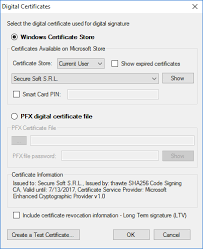 Digital Certificates
Select the digital certificate used for digital signature
Windows Certificate Store
Certificates Available on Microsoft Store
Certificate Store: Current User Show expired certificates
Secure Soft S.R.L. Show
Smart Card PIN:
PFX digital certificate file
PFX Certificate File
PFX file password: Show
Certificate Information
Issued to: Secure Soft S.R.L., Issued by: thawte SHA256 Code Signing
CA, Valid until: 7/13/2017, Certificate Service Provider: Microsoft
Enhanced Cryptographic Provider v1.0
Include certificate revocation information - Long Term signature (LTV)
Create a Test Certificate... OK Cancel